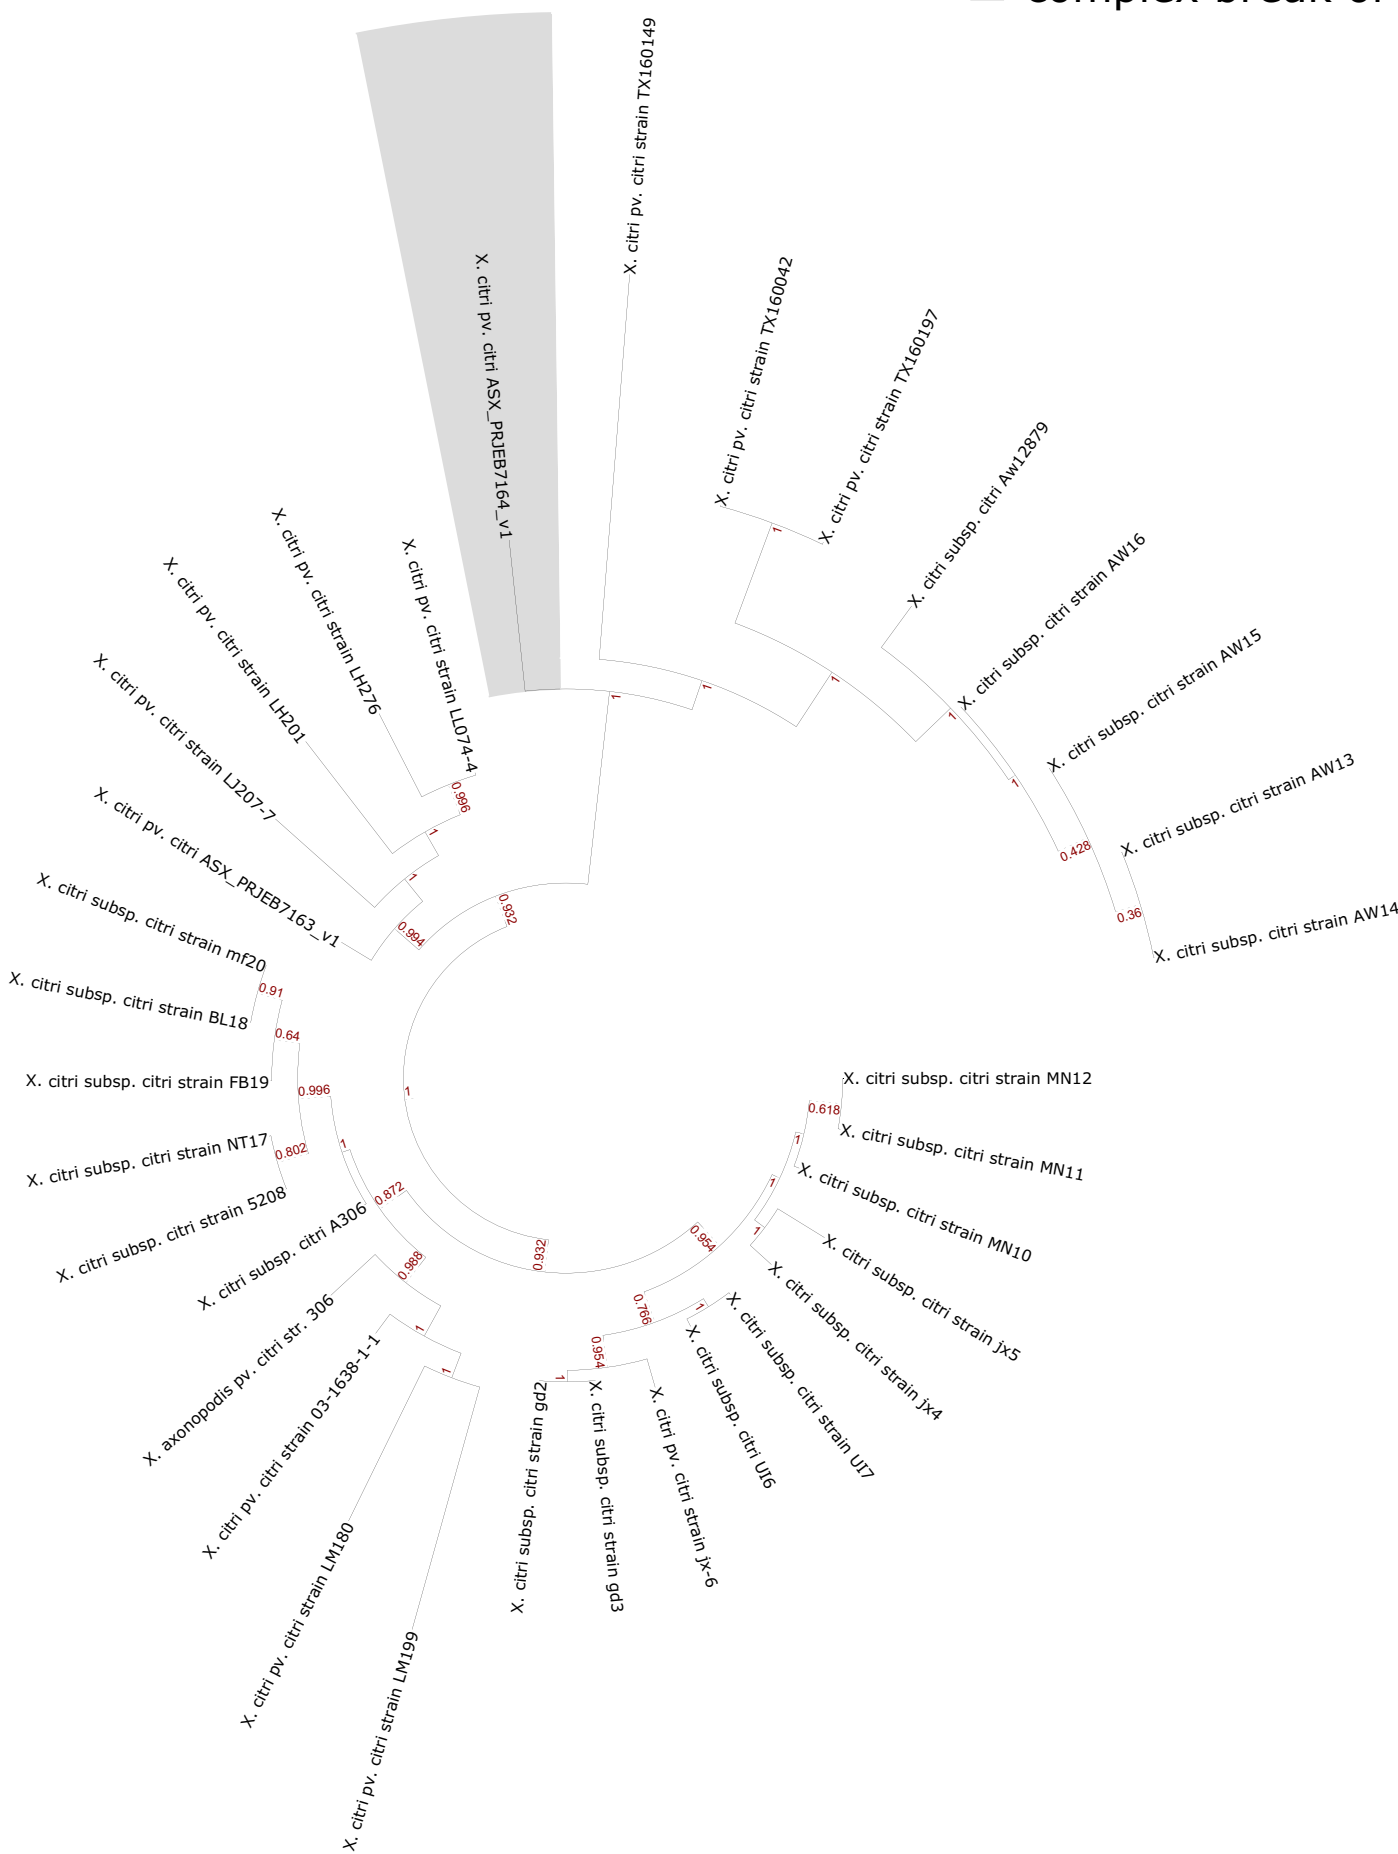 X. citri pv. citri strain TX160149
X. citri pv. citri strain TX160042
X. citri pv. citri strain TX160197
X. citri subsp. citri Aw12879
X. citri subsp. citri strain AW16
X. citri subsp. citri strain AW15
X. citri subsp. citri strain AW13
X. citri subsp. citri strain AW14
X. citri subsp. citri strain MN12
X. citri subsp. citri strain MN11
X. citri subsp. citri strain MN10
X. citri subsp. citri strain jx5
X. citri subsp. citri strain jx4
X. citri subsp. citri strain UI7
X. citri subsp. citri UI6
X. citri pv. citri strain jx-6
X. citri subsp. citri strain gd3
X. citri subsp. citri strain gd2
X. citri pv. citri strain LM199
X. citri pv. citri strain LM180
X. citri pv. citri strain 03-1638-1-1
X. axonopodis pv. citri str. 306
X. citri subsp. citri A306
X. citri subsp. citri strain 5208
X. citri subsp. citri strain NT17
X. citri subsp. citri strain FB19
X. citri subsp. citri strain BL18
X. citri subsp. citri strain mf20
X. citri pv. citri ASX_PRJEB7163_v1
X. citri pv. citri strain LJ207-7
X. citri pv. citri strain LH201
X. citri pv. citri strain LH276
X. citri pv. citri strain LL074-4
X. citri pv. citri ASX_PRJEB7164_v1
1
1
1
1
1
1
0.428
0.36
0.618
1
1
1
0.954
0.766
1
0.954
1
0.932
0.872
0.988
1
1
1
0.996
0.802
0.64
0.91
1
0.932
0.994
1
1
0.996